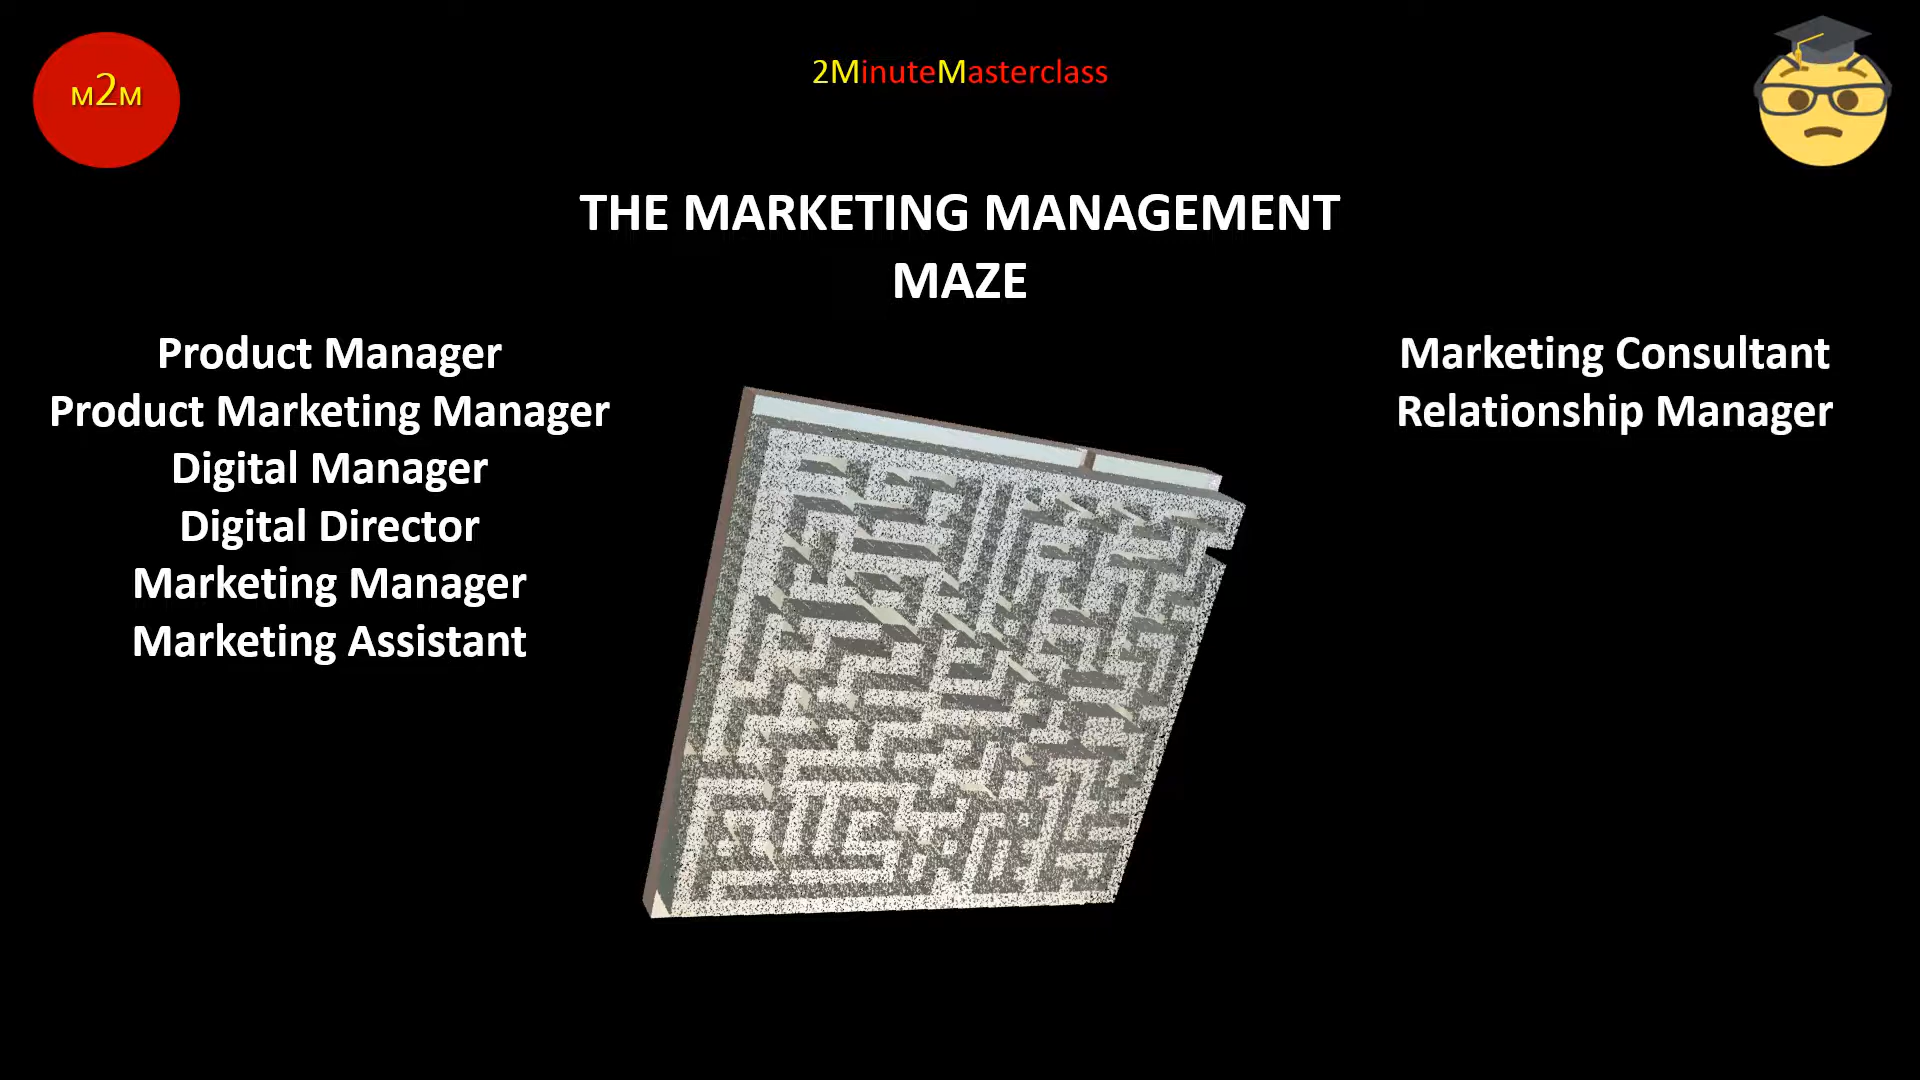 M2M
2MinuteMasterclass
THE MARKETING MANAGEMENT
MAZE
Product Manager
Product Marketing Manager
Digital Manager
Digital Director
Marketing Manager
Marketing Assistant
Marketing Consultant
Relationship Manager